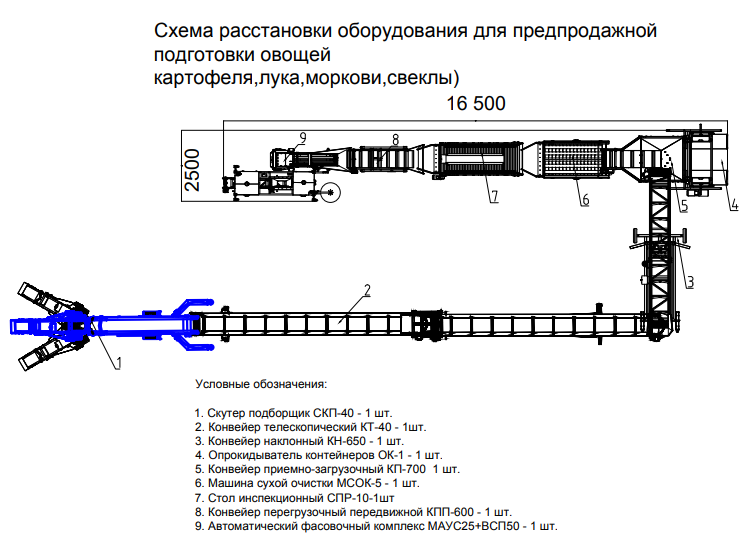 Схема расстановки оборудования для предпродажной
подготовки овощей
картофеля,лука,моркови,свеклы)
16 500
2500
9
8
7
6
5
4
3
2
1
Условные обозначения:
1. Скутер подборщик СКП-40 - 1 шт.
2. Конвейер телескопический КТ-40 - 1шт.
3. Конвейер наклонный КН-650 - 1 шт.
4. Опрокидыватель контейнеров ОК-1 - 1 шт.
5. Конвейер приемно-загрузочный КП-700 1 шт.
6. Машина сухой очистки МСОК-5 - 1 шт.
7. Стол инспекционный СПР-10-1шт
8. Конвейер перегрузочный передвижной КПП-600 - 1 шт.
9. Автоматический фасовочный комплекс МАУС25+ВСП50 - 1 шт.